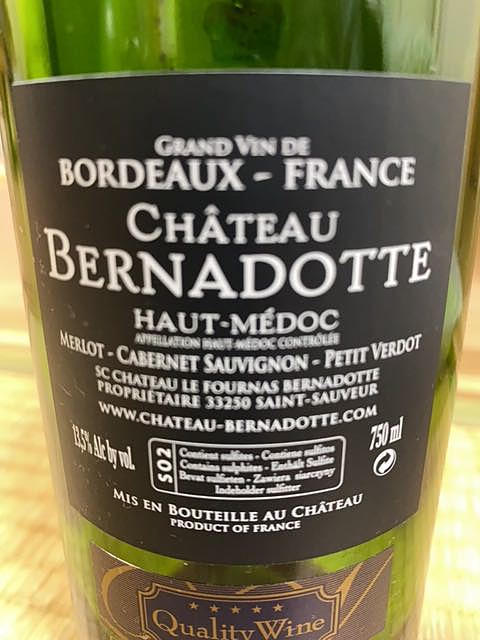 GRAND VIN DE
BORDEAUX - FRANCE
CHÂTEAU
BERNADOTTE
HAUT-MÉDOC
APPELLATION HAUT-MÉDOC CONTRÔLÉE
MERLOT - CABERNET SAUVIGNON - PETIT VERDOT
SC CHATEAU LE FOURNAS BERNADOTTE
PROPRIÉTAIRE 33250 SAINT-SAUVEUR
WWW.CHATEAU-BERNADOTTE.COM
13,5% Alc by vol.
SO2
Contient sulfites - Contiene sulfitos
Contains sulphites - Enthält Sulfite
Bevat sulfieten - Zawiera siarczyny
Indeholder sulfitter
750 ml
MIS EN BOUTEILLE AU CHÂTEAU
PRODUCT OF FRANCE
Quality Wine